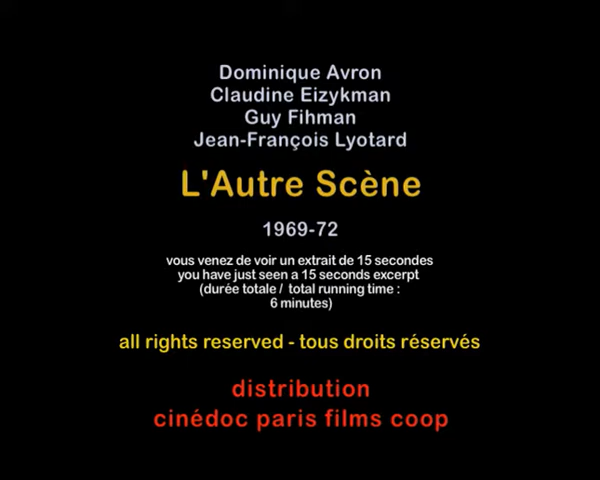 Dominique Avron
Claudine Eizykman
Guy Fihman
Jean-François Lyotard
L'Autre Scène
1969-72
vous venez de voir un extrait de 15 secondes
you have just seen a 15 seconds excerpt
(durée totale / total running time :
6 minutes)
all rights reserved - tous droits réservés
distribution
cinédoc paris films coop